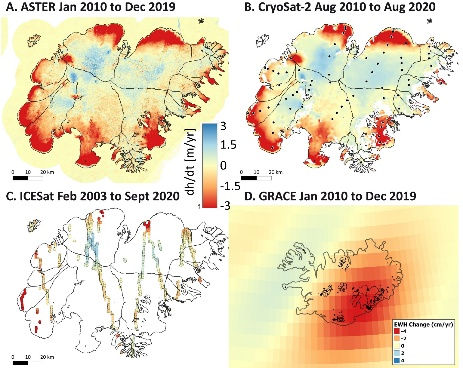 A. ASTER Jan 2010 to Dec 2019
B. CryoSat-2 Aug 2010 to Aug 2020
0 10 20 km
0 10 20 km
dh/dt (m/yr)
3
1.5
0
-1.5
-3
C. ICESat Feb 2003 to Sept 2020
D. GRACE Jan 2010 to Dec 2019
0 10 20 km
EWH Change (cm/yr)
-4
-2
0
2
4